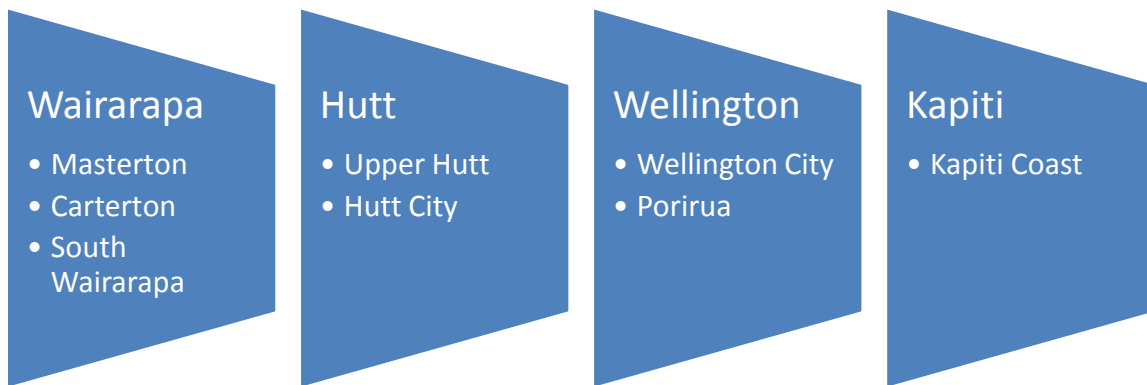 Wairarapa
• Masterton
• Carterton
• South
Wairarapa
Hutt
• Upper Hutt
• Hutt City
Wellington
• Wellington City
• Porirua
Kapiti
• Kapiti Coast